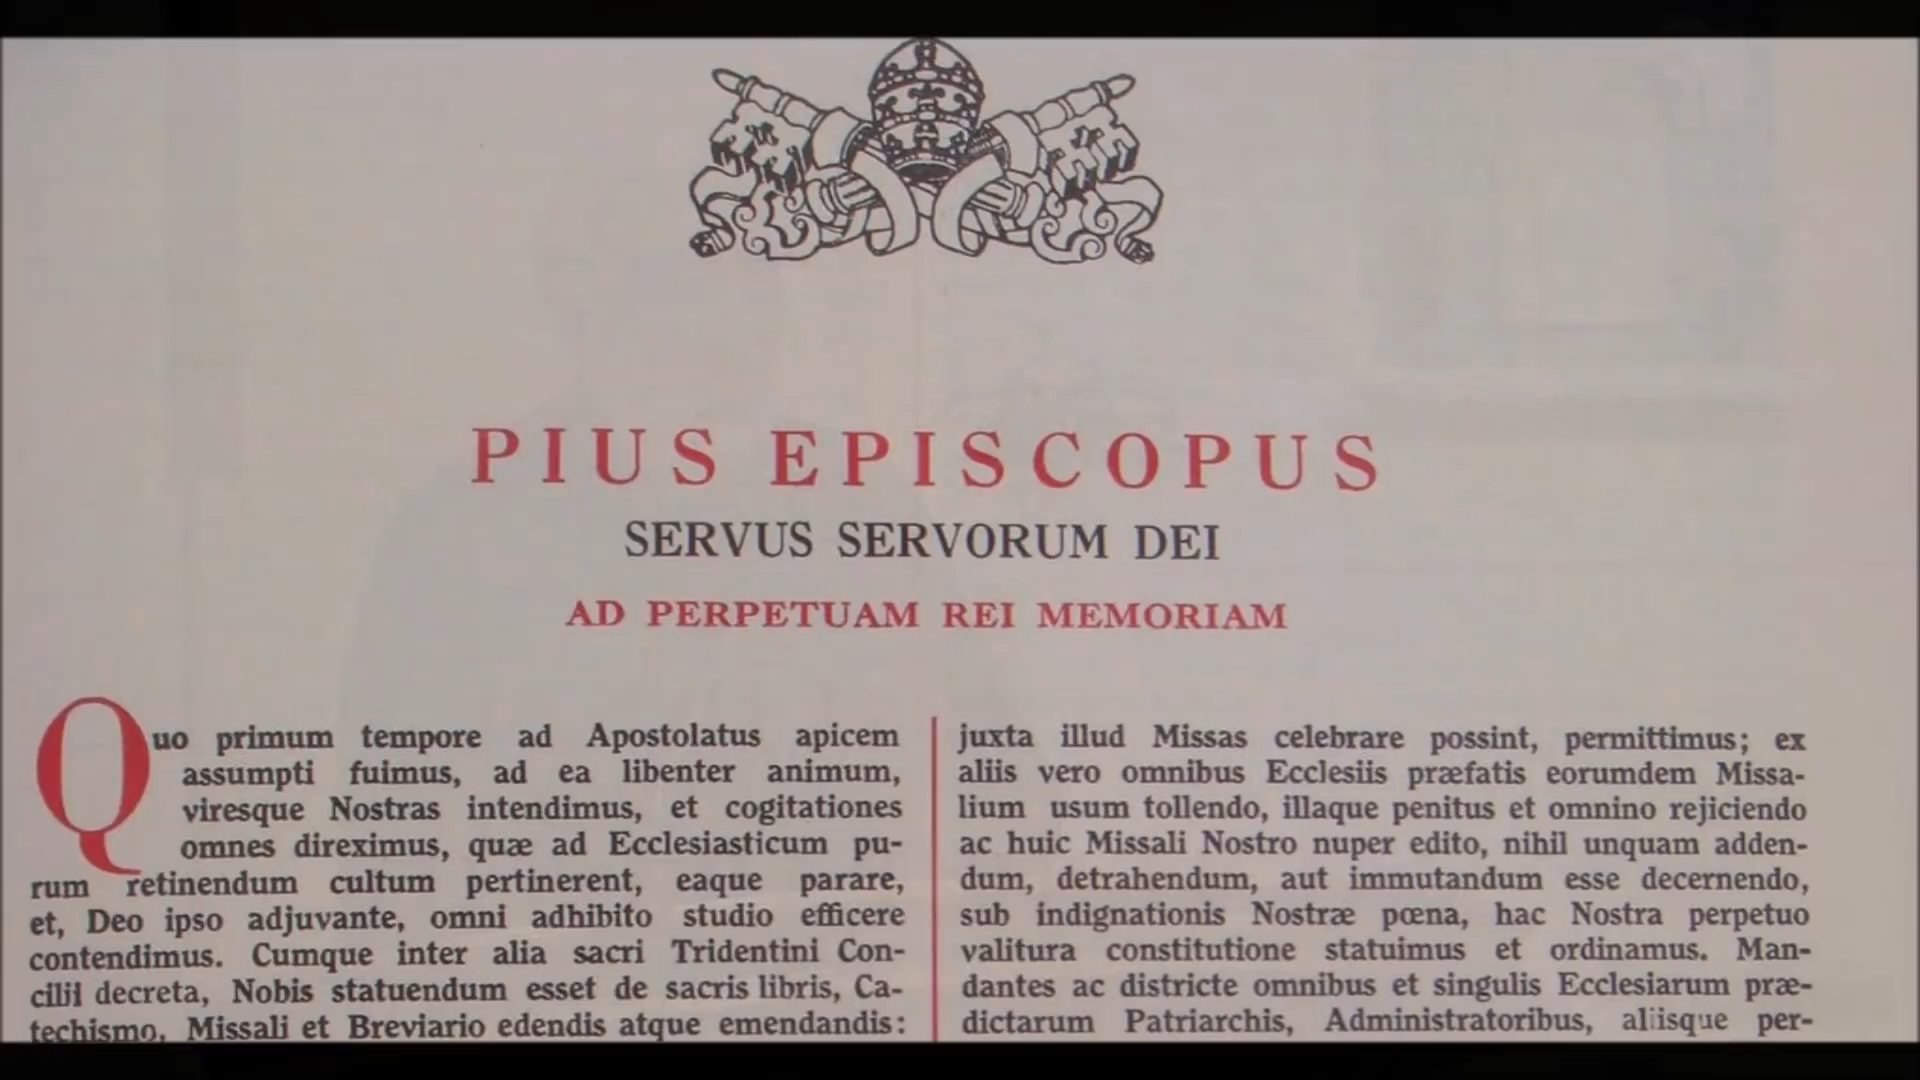 PIUS EPISCOPUS
SERVUS SERVORUM DEI
AD PERPETUAM REI MEMORIAM
Quo primum tempore ad Apostolatus apicem
assumpti fuimus, ad ea libenter animum,
viresque Nostras intendimus, et cogitationes
omnes direximus, quæ ad Ecclesiasticum pu-
rum retinendum cultum pertinerent, eaque parare,
et, Deo ipso adjuvante, omni adhibito studio efficere
contendimus. Cumque inter alia sacri Tridentini Con-
cilii decreta, Nobis statuendum esset de sacris libris, Ca-
techismo, Missali et Breviario edendis atque emendandis:
juxta illud Missas celebrare possint, permittimus; ex
aliis vero omnibus Ecclesiis præfatis eorumdem Missa-
lium usum tollendo, illaque penitus et omnino rejiciendo
ac huic Missali Nostro nuper edito, nihil unquam adden-
dum, detrahendum, aut immutandum esse decernendo,
sub indignationis Nostræ pœna, hac Nostra perpetuo
valitura constitutione statuimus et ordinamus. Man-
dantes ac districte omnibus et singulis Ecclesiarum præ-
dictarum Patriarchis, Administratoribus, aliisque per-